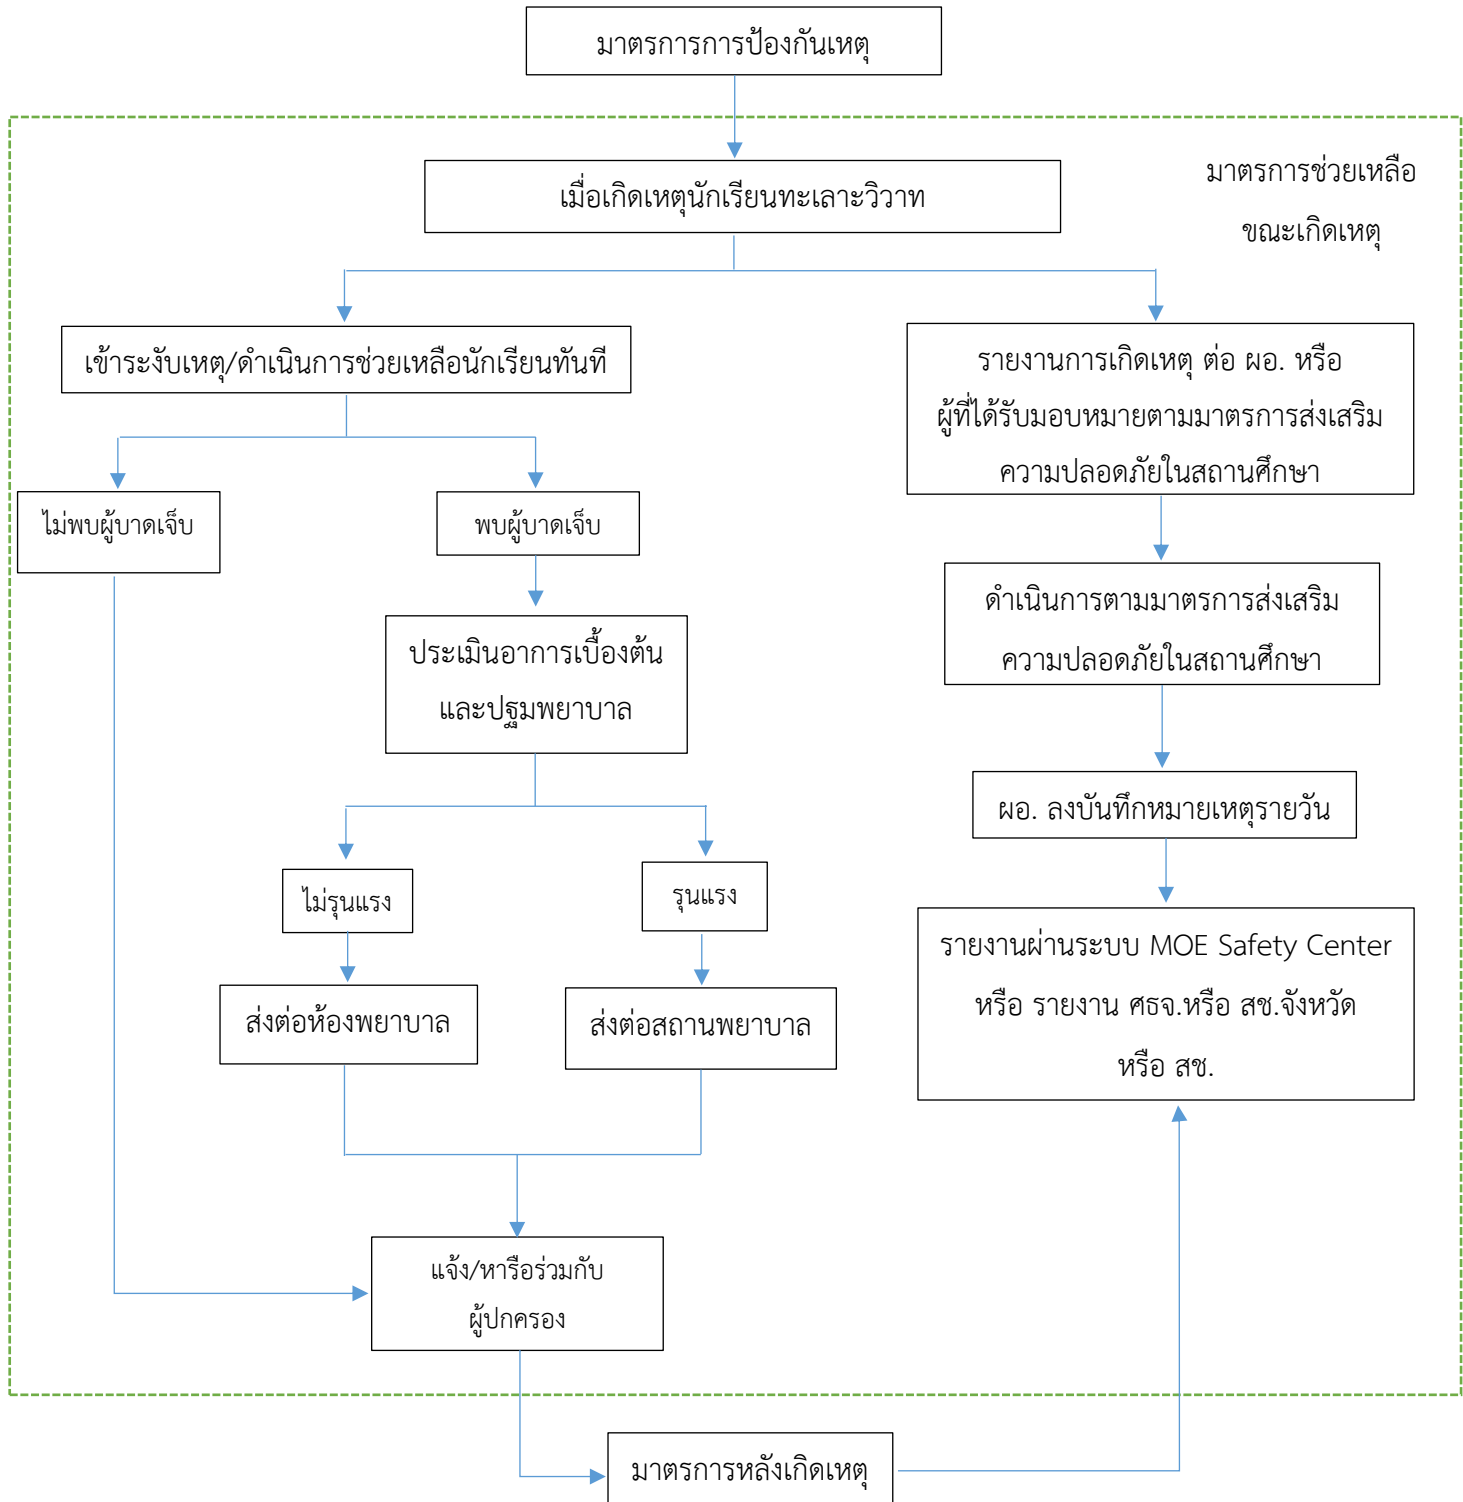 มาตรการการป้องกันเหตุ
มาตรการช่วยเหลือ
ขณะเกิดเหตุ
เมื่อเกิดเหตุนักเรียนทะเลาะวิวาท
เข้าระงับเหตุ/ดำเนินการช่วยเหลือนักเรียนทันที
รายงานการเกิดเหตุ ต่อ ผอ. หรือ
ผู้ที่ได้รับมอบหมายตามมาตรการส่งเสริม
ความปลอดภัยในสถานศึกษา
ไม่พบผู้บาดเจ็บ
พบผู้บาดเจ็บ
ดำเนินการตามมาตรการส่งเสริม
ความปลอดภัยในสถานศึกษา
ประเมินอาการเบื้องต้น
และปฐมพยาบาล
ผอ. ลงบันทึกหมายเหตุรายวัน
ไม่รุนแรง
รุนแรง
รายงานผ่านระบบ MOE Safety Center
หรือ รายงาน ศธจ.หรือ สช.จังหวัด
หรือ สช.
ส่งต่อห้องพยาบาล
ส่งต่อสถานพยาบาล
แจ้ง/หารือร่วมกับ
ผู้ปกครอง
มาตรการหลังเกิดเหตุ